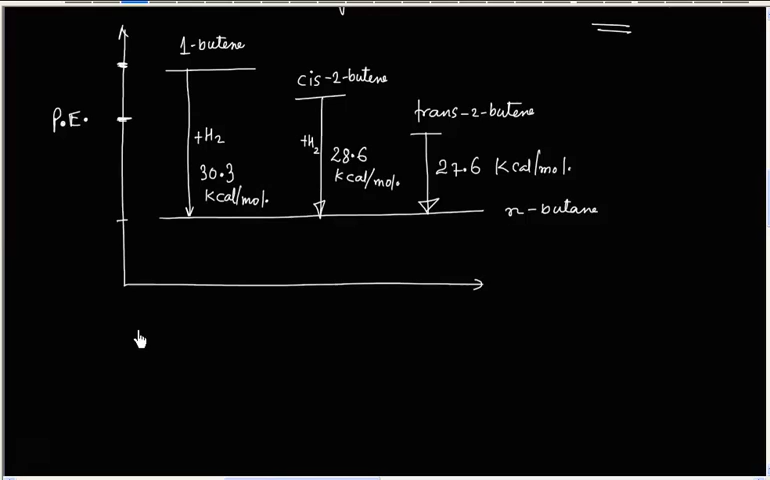 1-butene
cis-2-butene
trans-2-butene
P.E.
+H2
+H2
30.3
Kcal/mol.
28.6
Kcal/mol.
27.6 Kcal/mol.
n-butane